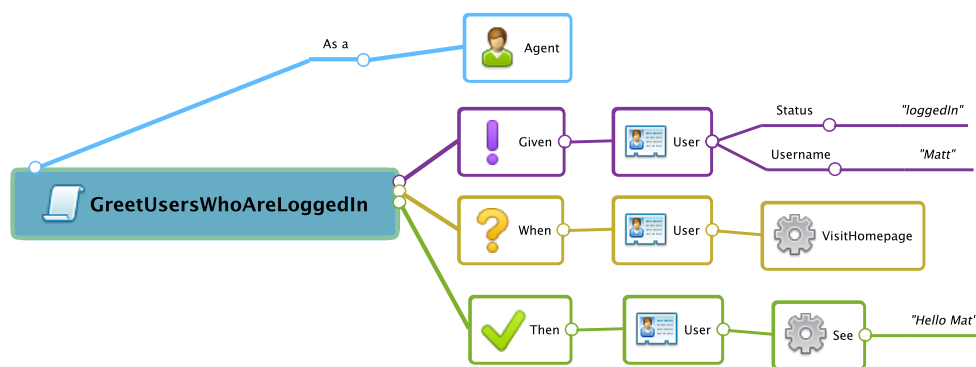 As a
Agent
GreetUsersWhoAreLoggedIn
Given
User
Status
"loggedIn"
Username
"Matt"
When
User
VisitHomepage
Then
User
See
"Hello Mat"